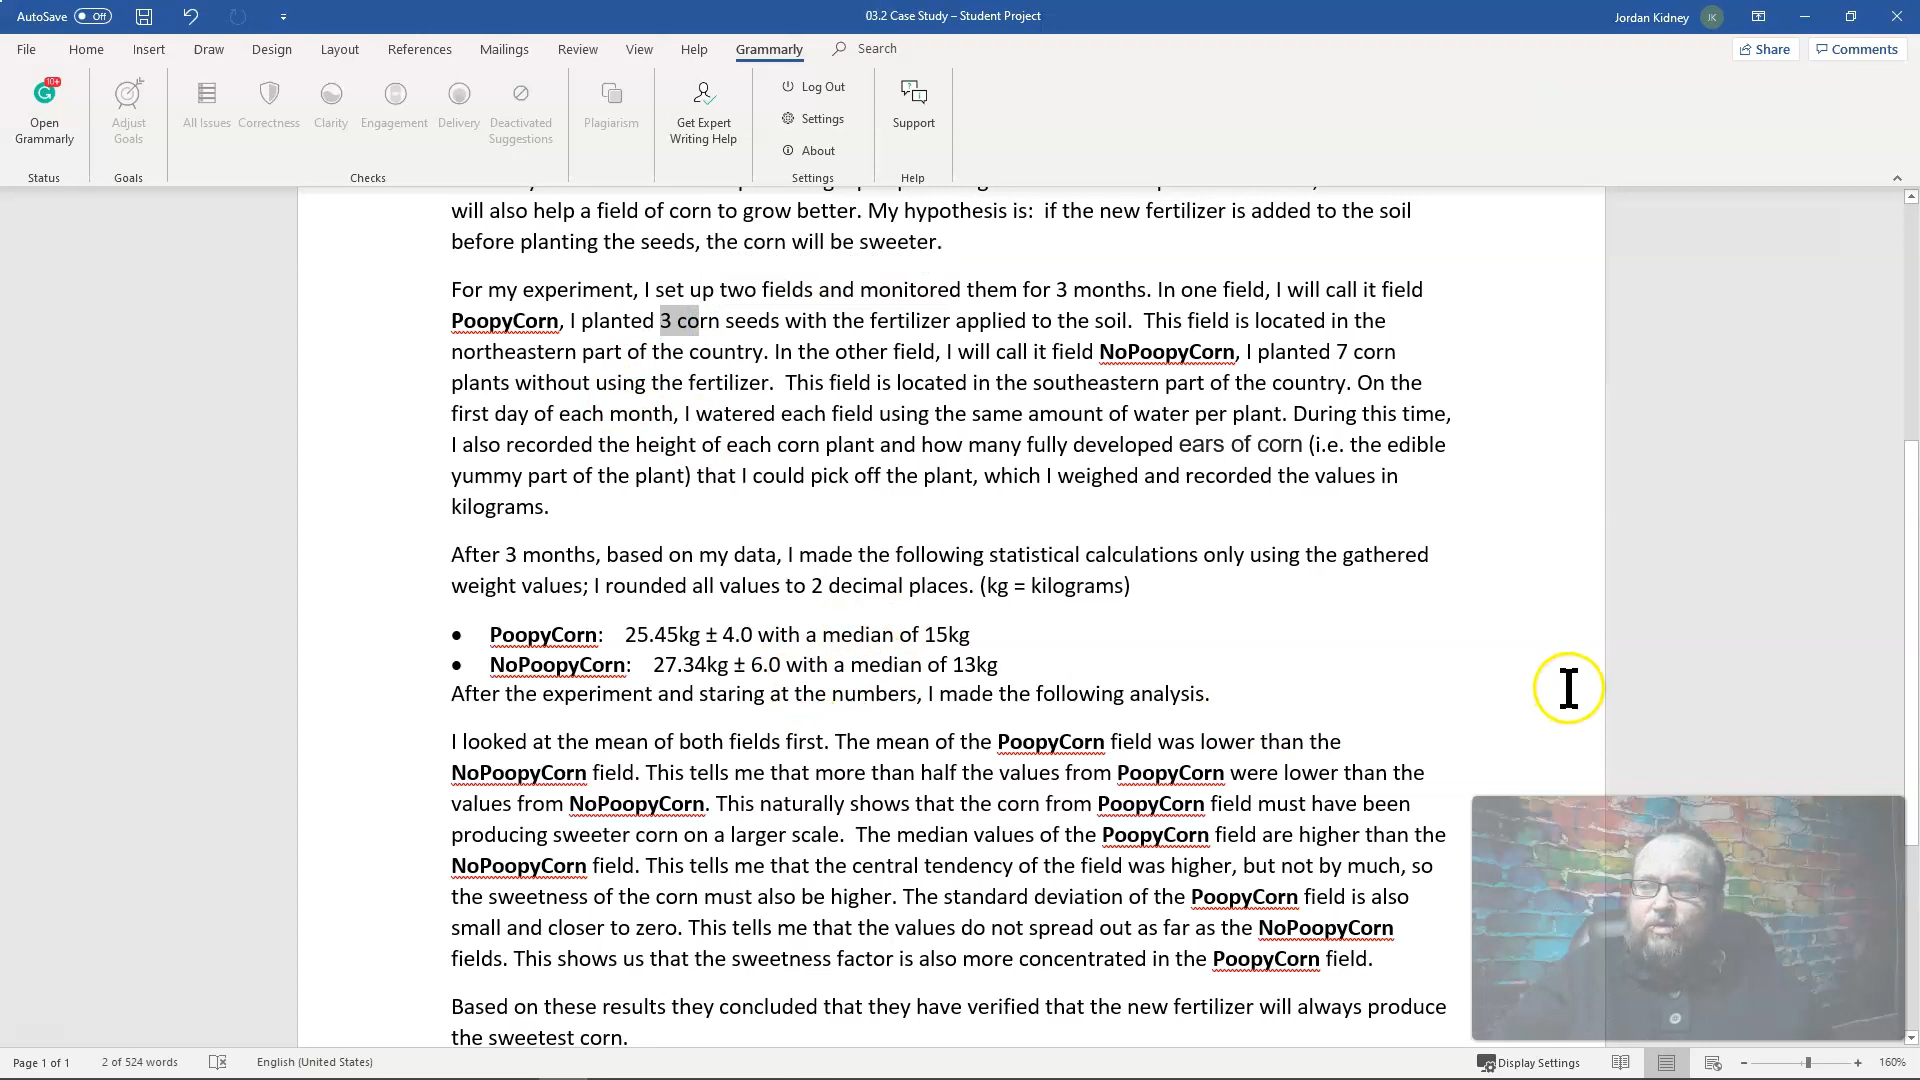 AutoSave Off
03.2 Case Study – Student Project
Jordan Kidney JK
File Home Insert Draw Design Layout References Mailings Review View Help Grammarly Search
Share Comments
10+
Open Grammarly
Adjust Goals
All Issues Correctness Clarity Engagement Delivery Deactivated Suggestions
Plagiarism
Get Expert Writing Help
Log Out
Settings
About
Support
Status Goals Checks Settings Help
will also help a field of corn to grow better. My hypothesis is:  if the new fertilizer is added to the soil
before planting the seeds, the corn will be sweeter.
For my experiment, I set up two fields and monitored them for 3 months. In one field, I will call it field
PoopyCorn, I planted 3 corn seeds with the fertilizer applied to the soil.  This field is located in the
northeastern part of the country. In the other field, I will call it field NoPoopyCorn, I planted 7 corn
plants without using the fertilizer.  This field is located in the southeastern part of the country. On the
first day of each month, I watered each field using the same amount of water per plant. During this time,
I also recorded the height of each corn plant and how many fully developed ears of corn (i.e. the edible
yummy part of the plant) that I could pick off the plant, which I weighed and recorded the values in
kilograms.
After 3 months, based on my data, I made the following statistical calculations only using the gathered
weight values; I rounded all values to 2 decimal places. (kg = kilograms)
• PoopyCorn: 25.45kg ± 4.0 with a median of 15kg
• NoPoopyCorn: 27.34kg ± 6.0 with a median of 13kg
After the experiment and staring at the numbers, I made the following analysis.
I looked at the mean of both fields first. The mean of the PoopyCorn field was lower than the
NoPoopyCorn field. This tells me that more than half the values from PoopyCorn were lower than the
values from NoPoopyCorn. This naturally shows that the corn from PoopyCorn field must have been
producing sweeter corn on a larger scale.  The median values of the PoopyCorn field are higher than the
NoPoopyCorn field. This tells me that the central tendency of the field was higher, but not by much, so
the sweetness of the corn must also be higher. The standard deviation of the PoopyCorn field is also
small and closer to zero. This tells me that the values do not spread out as far as the NoPoopyCorn
fields. This shows us that the sweetness factor is also more concentrated in the PoopyCorn field.
Based on these results they concluded that they have verified that the new fertilizer will always produce
the sweetest corn.
Page 1 of 1 2 of 524 words English (United States) Display Settings 160%